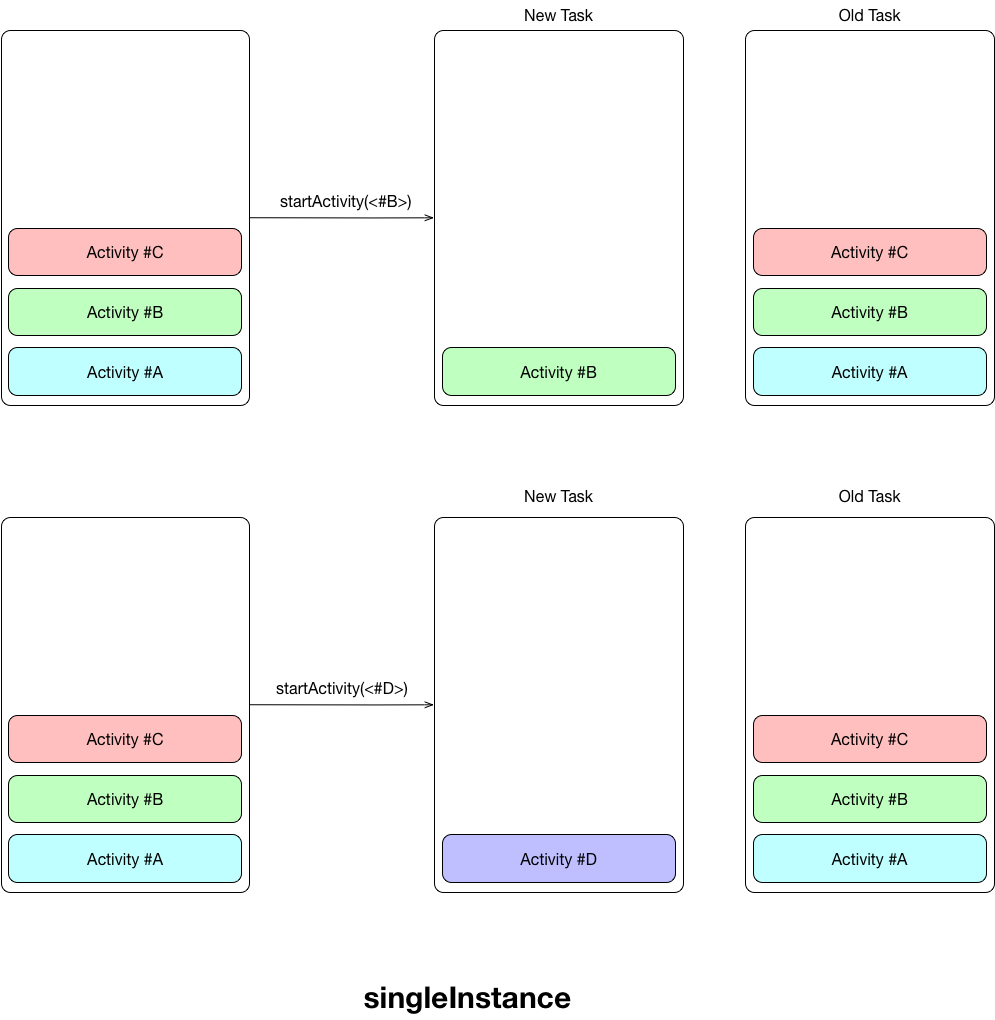 New Task
Old Task
startActivity(<#B>)
Activity #C
Activity #C
Activity #B
Activity #B
Activity #A
Activity #B
Activity #A
New Task
Old Task
startActivity(<#D>)
Activity #C
Activity #C
Activity #B
Activity #B
Activity #A
Activity #D
Activity #A
singleInstance